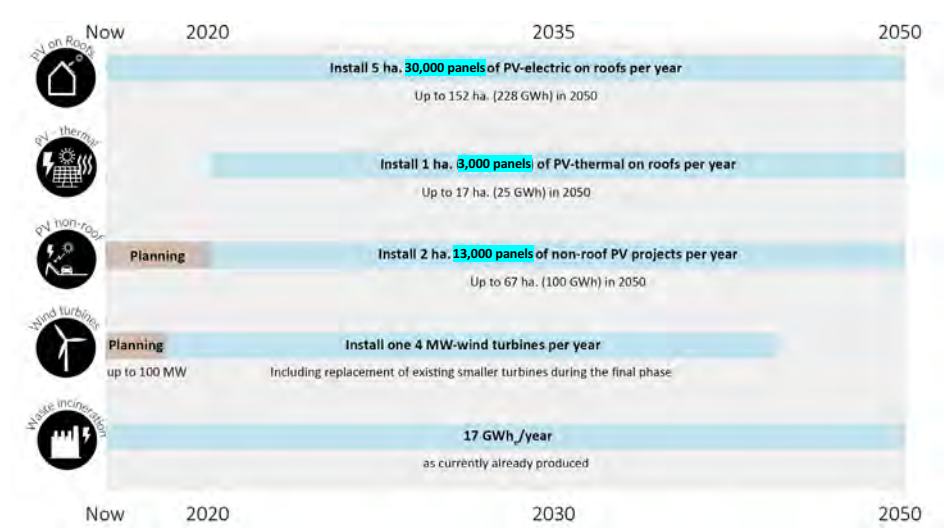 Now 2020 2035 2050
PV on Roofs
Install 5 ha. 30,000 panels of PV-electric on roofs per year
Up to 152 ha. (228 GWh) in 2050
PV - thermal
Install 1 ha. 3,000 panels of PV-thermal on roofs per year
Up to 17 ha. (25 GWh) in 2050
PV non-roof
Planning Install 2 ha. 13,000 panels of non-roof PV projects per year
Up to 67 ha. (100 GWh) in 2050
Wind turbines
Planning Install one 4 MW-wind turbines per year
up to 100 MW Including replacement of existing smaller turbines during the final phase
Waste incineration
17 GWhe/year
as currently already produced
Now 2020 2030 2050